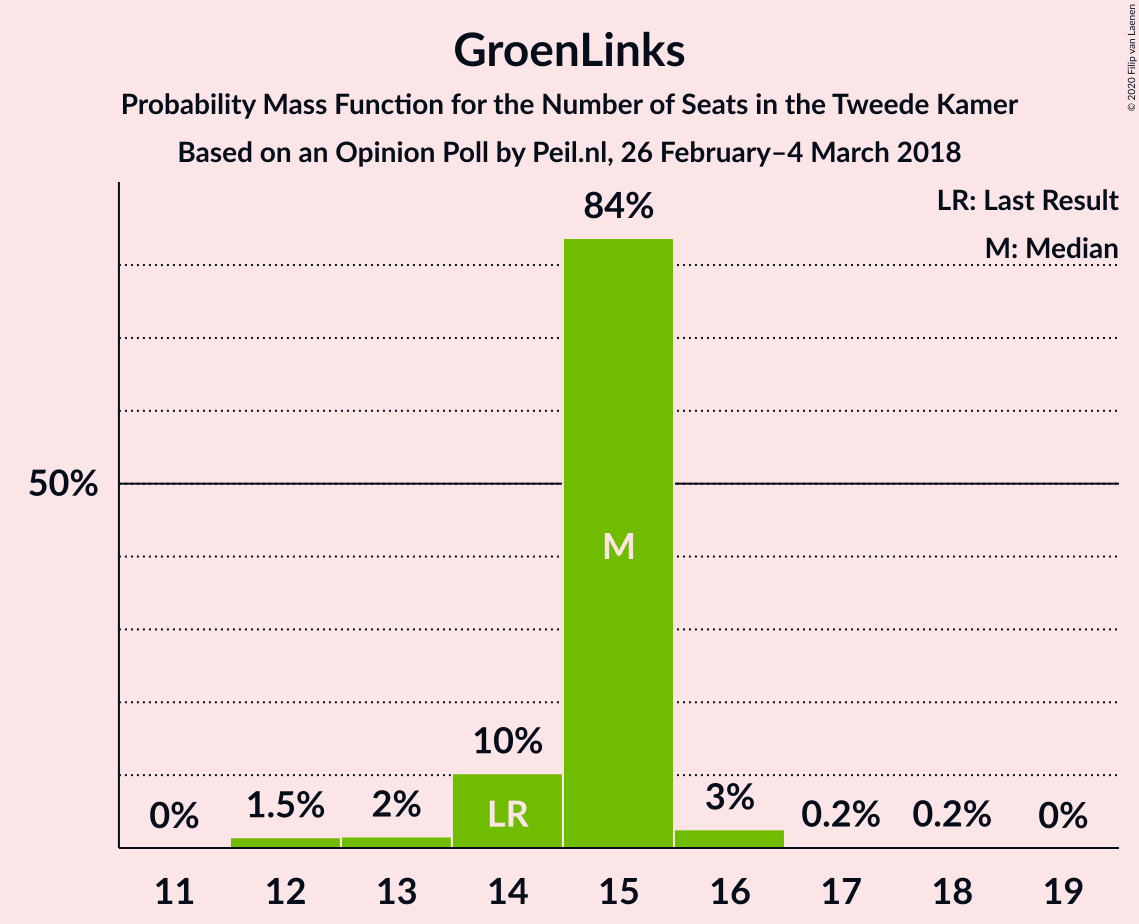 GroenLinks
Probability Mass Function for the Number of Seats in the Tweede Kamer
Based on an Opinion Poll by Peil.nl, 26 February–4 March 2018
© 2020 Filip van Laenen
LR: Last Result
M: Median
84%
50%
M
10%
LR
0%
1.5%
2%
3%
0.2%
0.2%
0%
11 12 13 14 15 16 17 18 19